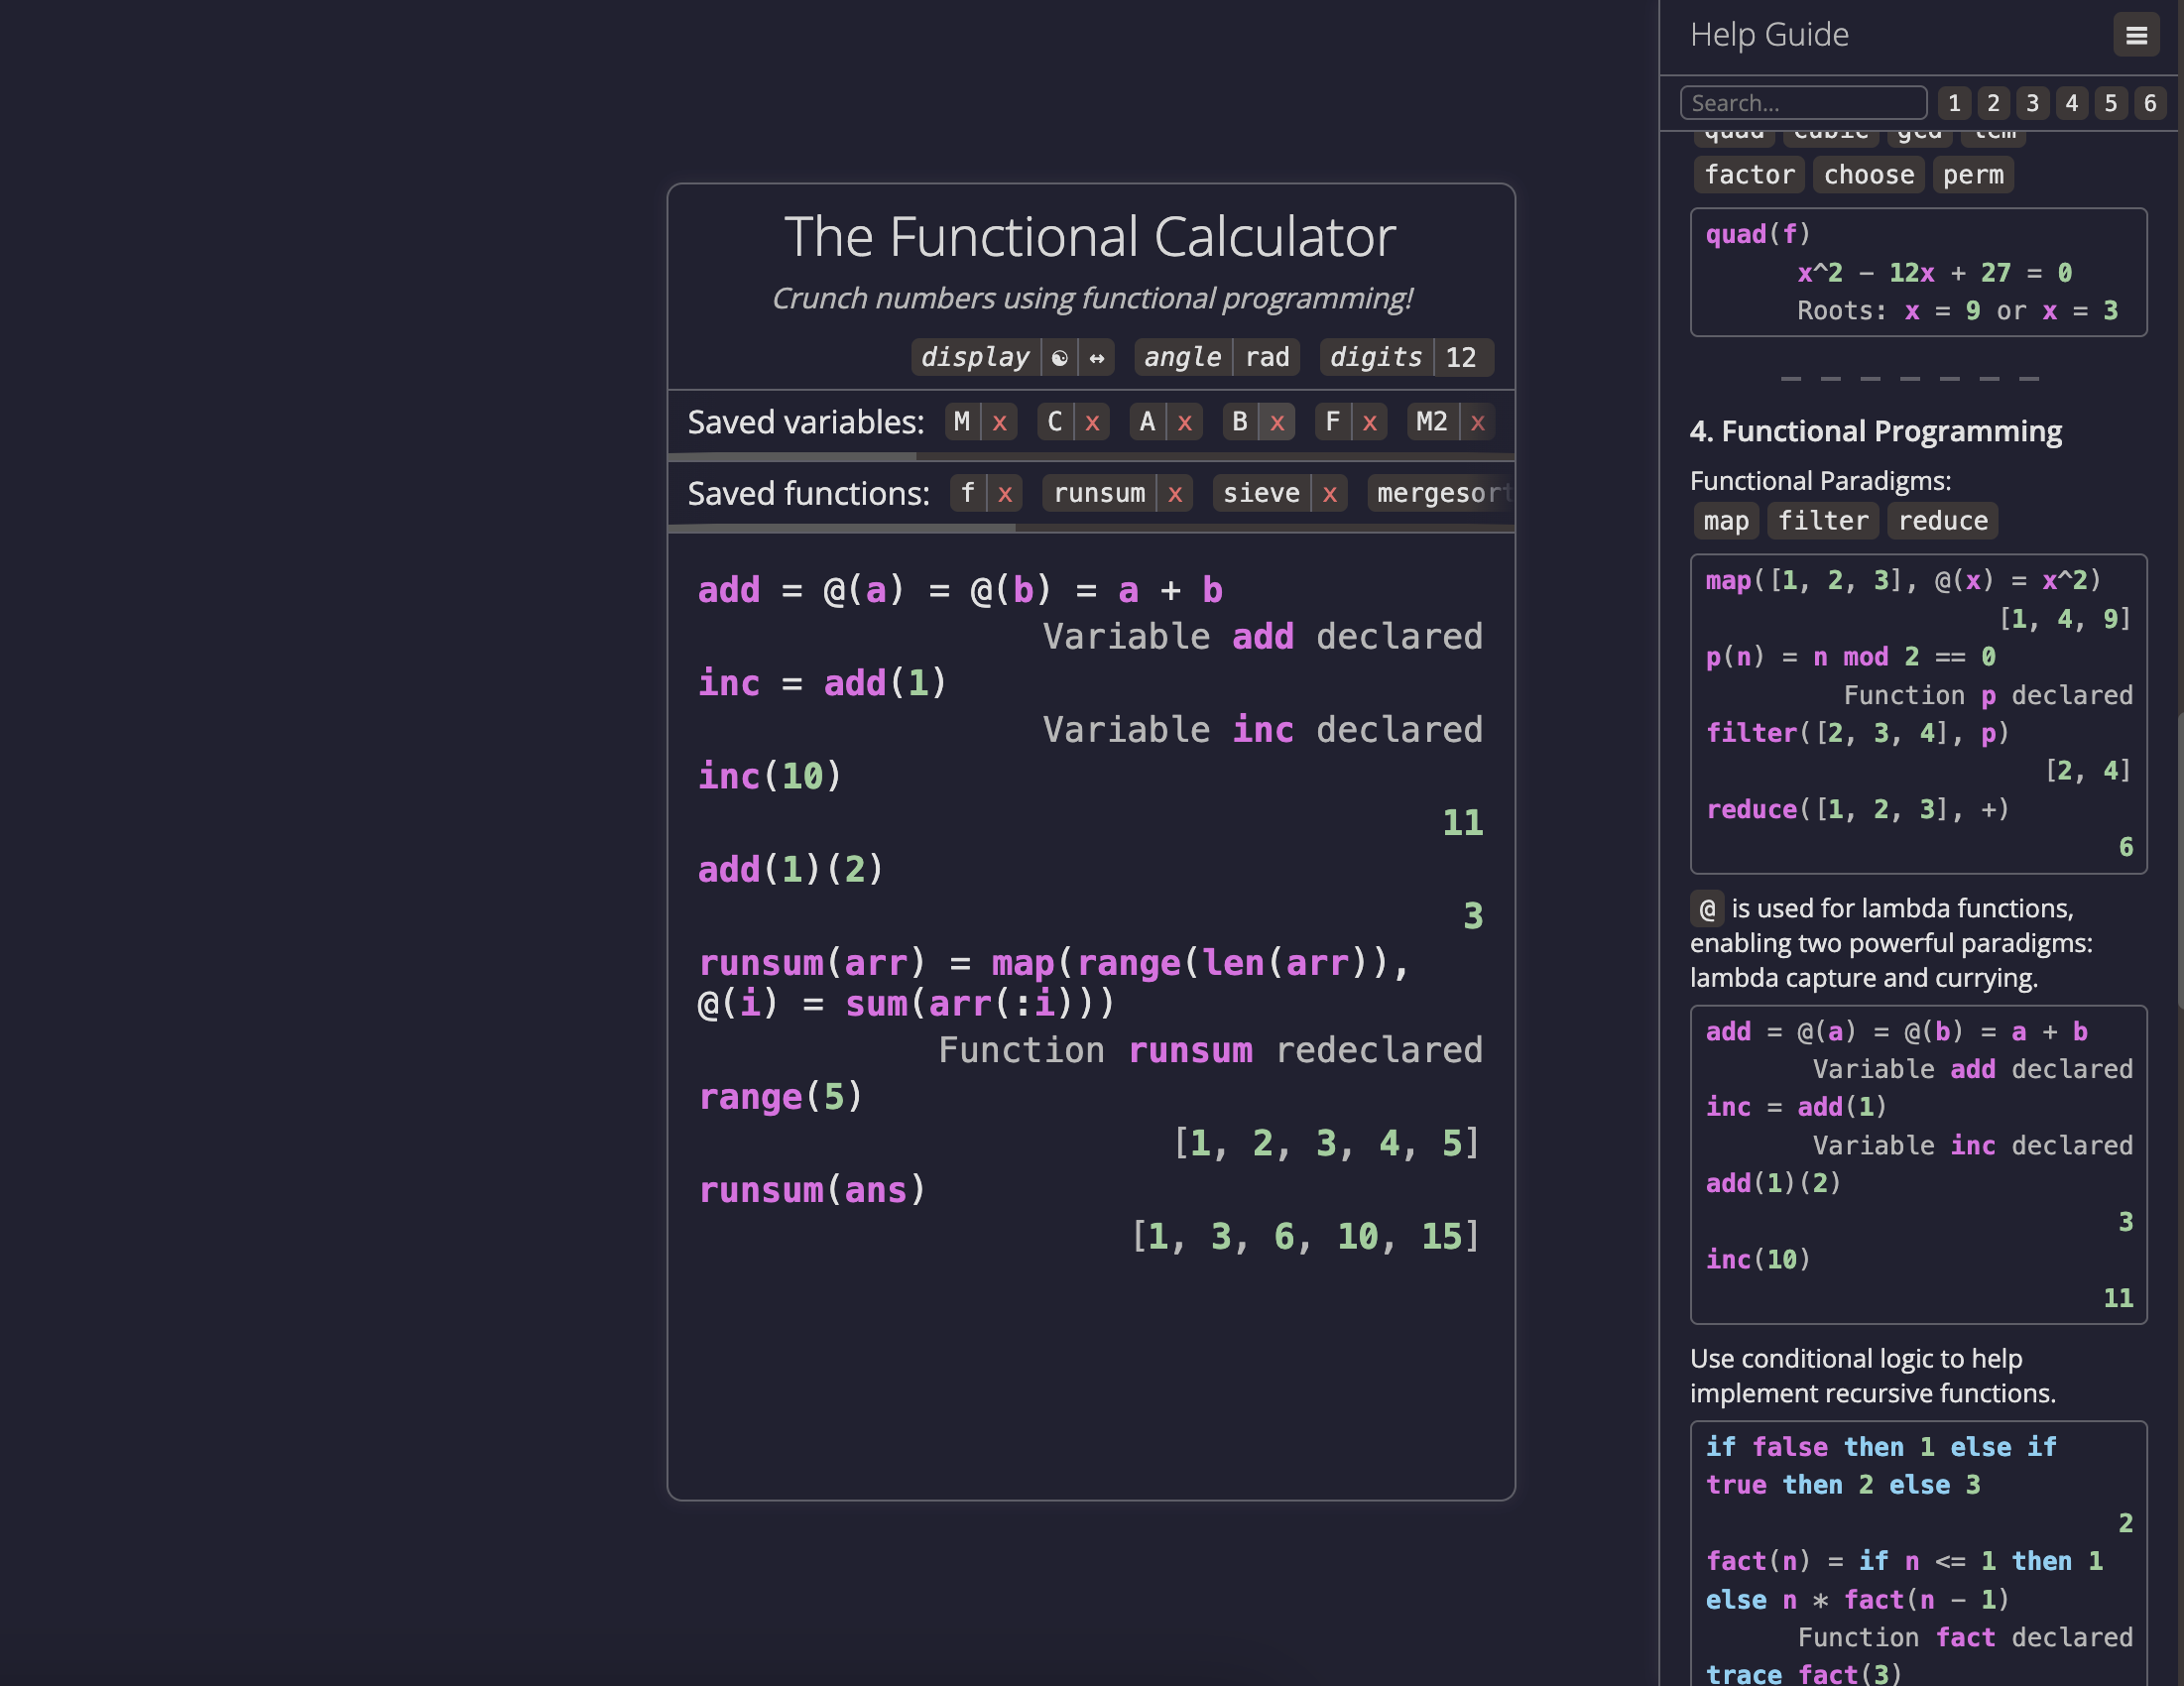 The Functional Calculator
Crunch numbers using functional programming!
display ☯ ↔ angle rad digits 12
Saved variables: M x C x A x B x F x M2 x
Saved functions: f x runsum x sieve x mergesort
add = @(a) = @(b) = a + b
Variable add declared
inc = add(1)
Variable inc declared
inc(10)
11
add(1)(2)
3
runsum(arr) = map(range(len(arr)),
@(i) = sum(arr(:i)))
Function runsum redeclared
range(5)
[1, 2, 3, 4, 5]
runsum(ans)
[1, 3, 6, 10, 15]
Help Guide
Search... 1 2 3 4 5 6
quad cubic gcd lcm
factor choose perm
quad(f)
x^2 - 12x + 27 = 0
Roots: x = 9 or x = 3
4. Functional Programming
Functional Paradigms:
map filter reduce
map([1, 2, 3], @(x) = x^2)
[1, 4, 9]
p(n) = n mod 2 == 0
Function p declared
filter([2, 3, 4], p)
[2, 4]
reduce([1, 2, 3], +)
6
@ is used for lambda functions,
enabling two powerful paradigms:
lambda capture and currying.
add = @(a) = @(b) = a + b
Variable add declared
inc = add(1)
Variable inc declared
add(1)(2)
3
inc(10)
11
Use conditional logic to help
implement recursive functions.
if false then 1 else if
true then 2 else 3
2
fact(n) = if n <= 1 then 1
else n * fact(n - 1)
Function fact declared
trace fact(3)